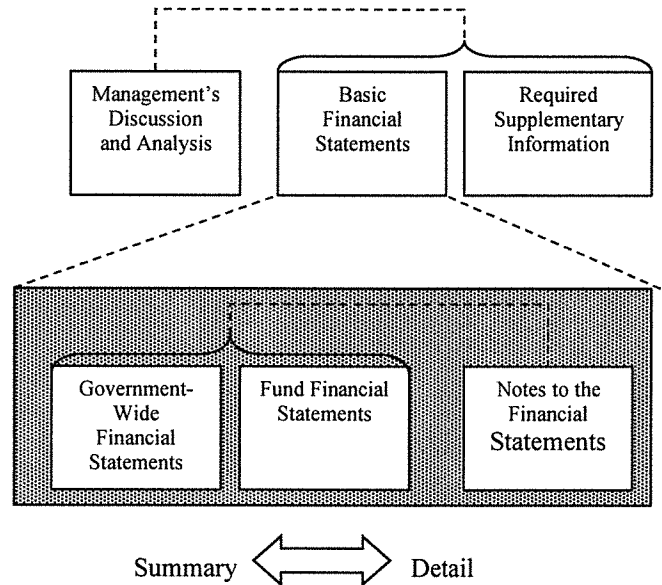 Management's
Discussion
and Analysis
Basic
Financial
Statements
Required
Supplementary
Information
Government-
Wide
Financial
Statements
Fund Financial
Statements
Notes to the
Financial
Statements
Summary
Detail